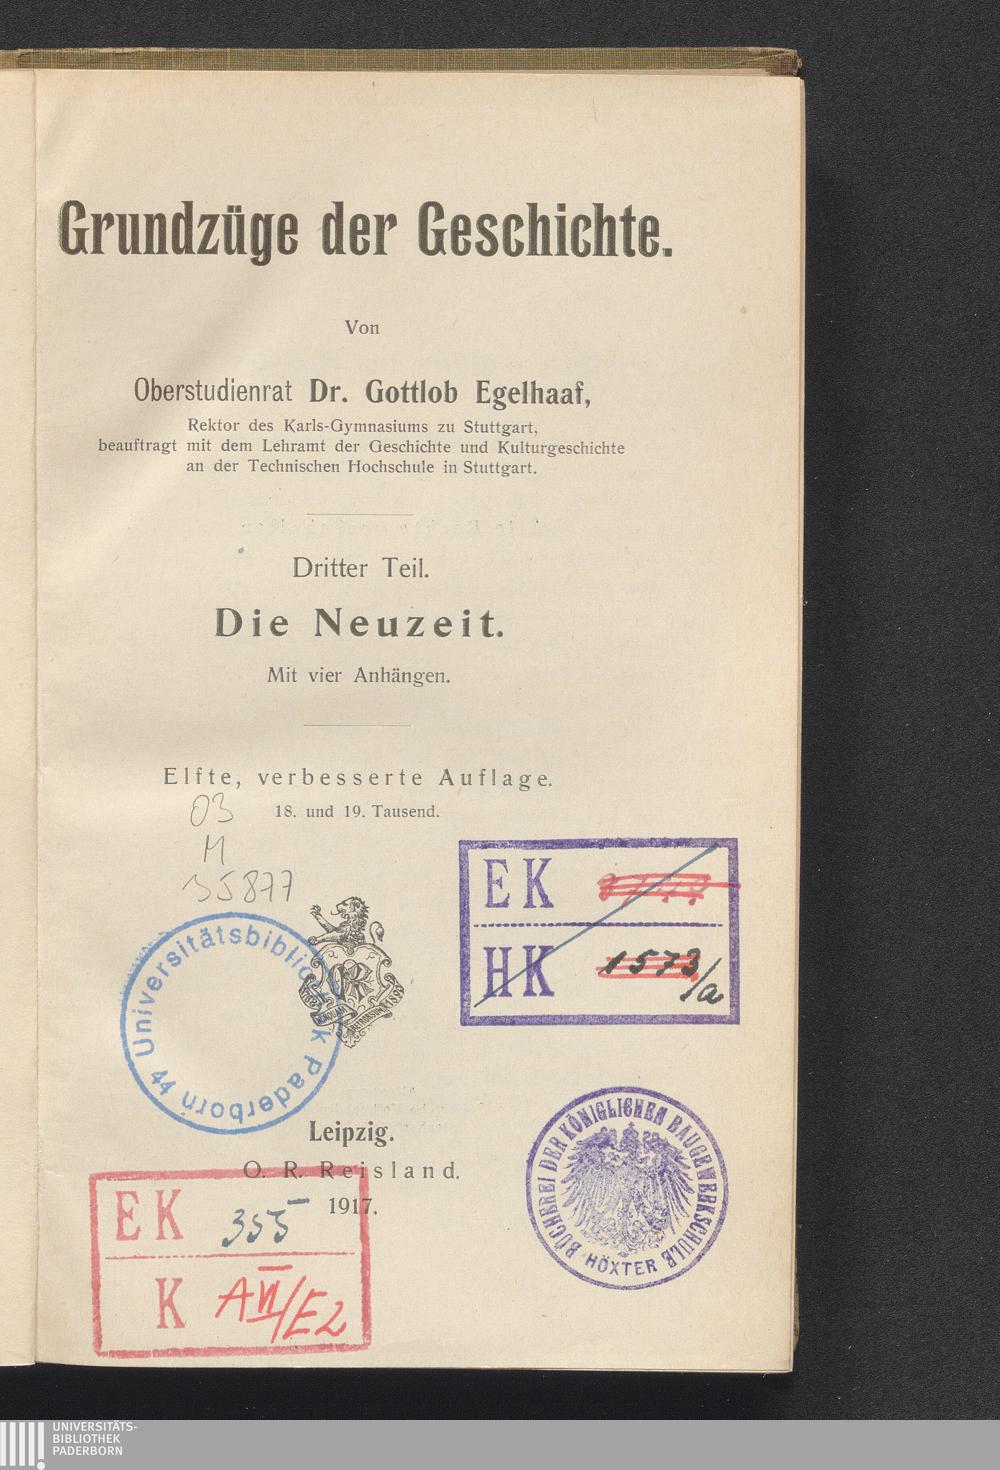 Grundzüge der Geschichte.
Von
Oberstudienrat Dr. Gottlob Egelhaaf,
Rektor des Karls-Gymnasiums zu Stuttgart,
beauftragt mit dem Lehramt der Geschichte und Kulturgeschichte
an der Technischen Hochschule in Stuttgart.
Dritter Teil.
Die Neuzeit.
Mit vier Anhängen.
Elfte, verbesserte Auflage.
18. und 19. Tausend.
03
M
35877
EK
HK 1573/a
Universitätsbibliothek Paderborn 44
Leipzig.
O. R. Reisland.
1917.
BÜCHEREI DER KÖNIGLICHEN BAUGEWERKSCHULE
HÖXTER
EK 355
K A VI/E2
UNIVERSITÄTS-
BIBLIOTHEK
PADERBORN